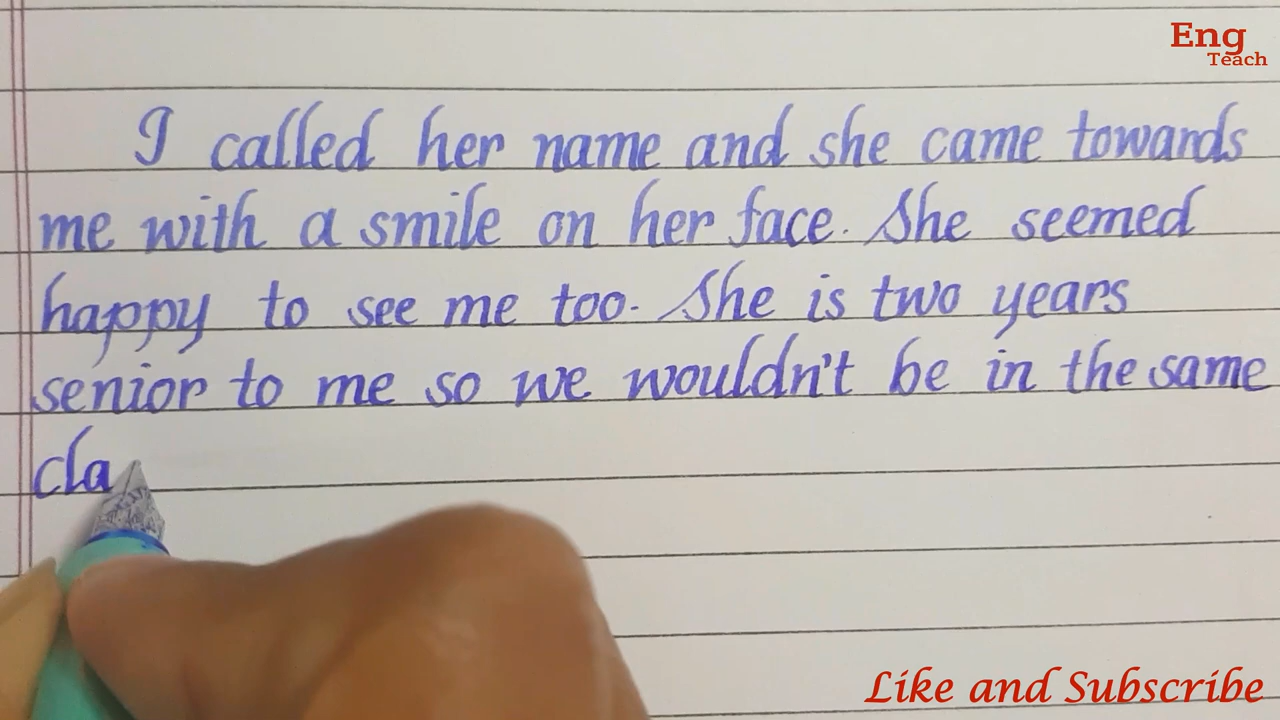 Eng
Teach
I called her name and she came towards
me with a smile on her face. She seemed
happy to see me too. She is two years
senior to me so we wouldn't be in the same
cla
Like and Subscribe